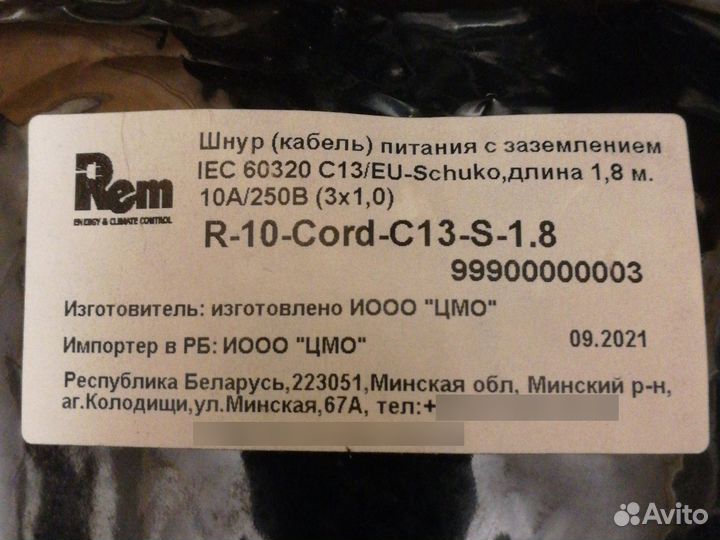 Rem
ENERGY & CLIMATE CONTROL
Шнур (кабель) питания с заземлением
IEC 60320 C13/EU-Schuko,длина 1,8 м.
10А/250В (3х1,0)
R-10-Cord-C13-S-1.8
99900000003
Изготовитель: изготовлено ИООО "ЦМО"
Импортер в РБ: ИООО "ЦМО"
09.2021
Республика Беларусь,223051,Минская обл, Минский р-н,
аг.Колодищи,ул.Минская,67А, тел:+
Avito